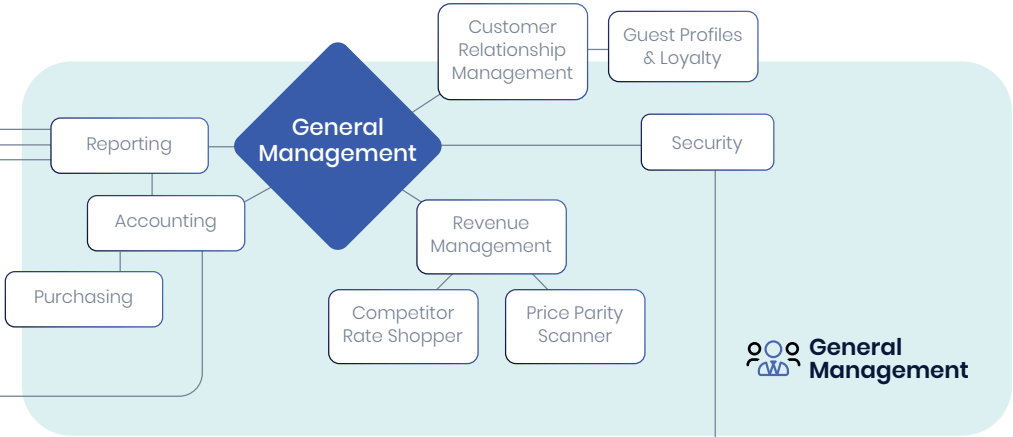 Customer
Relationship
Management
Guest Profiles
& Loyalty
General
Management
Reporting
Security
Accounting
Revenue
Management
Purchasing
Competitor
Rate Shopper
Price Parity
Scanner
General
Management